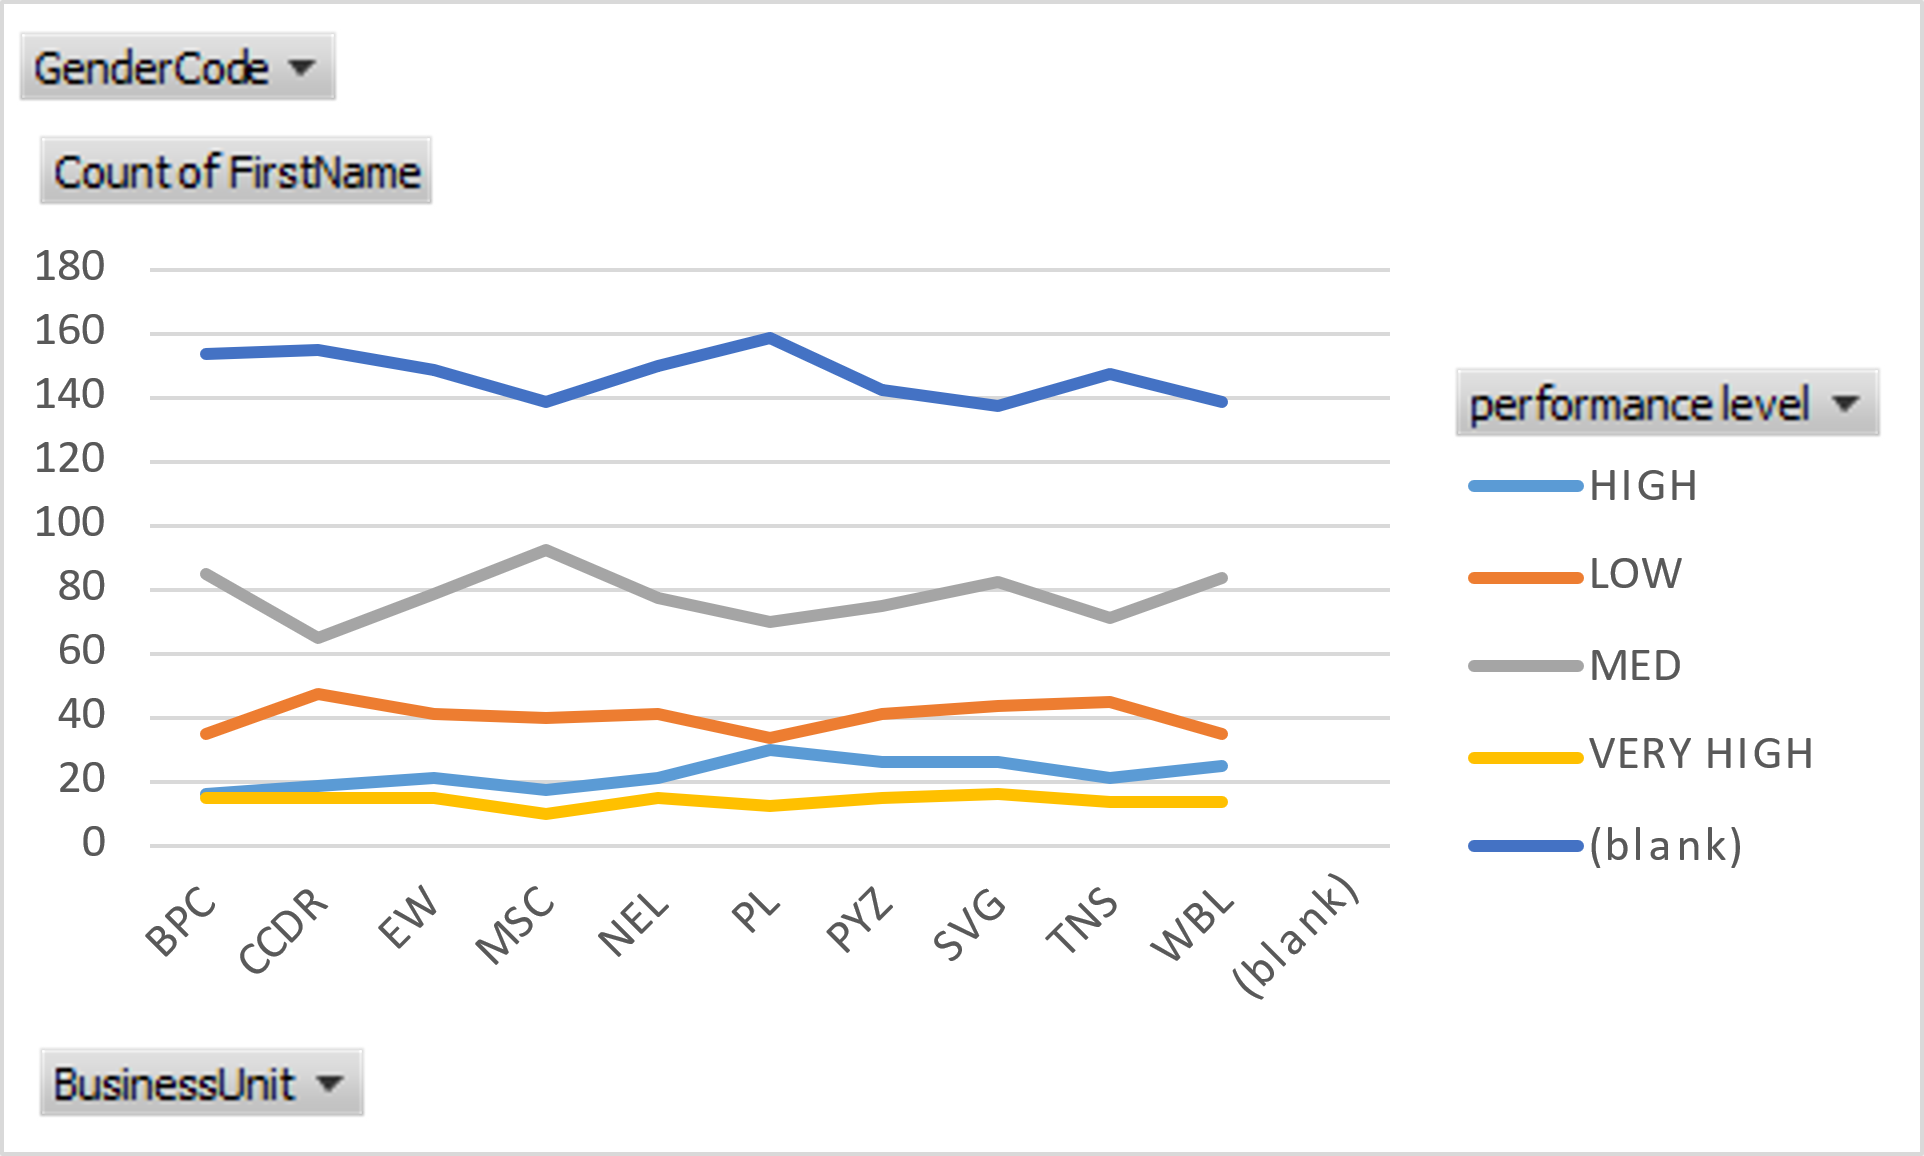 GenderCode
Count of FirstName
180
160
140
120
100
80
60
40
20
0
BPC
CCDR
EW
MSC
NEL
PL
PYZ
SVG
TNS
WBL
(blank)
performance level
HIGH
LOW
MED
VERY HIGH
(blank)
BusinessUnit